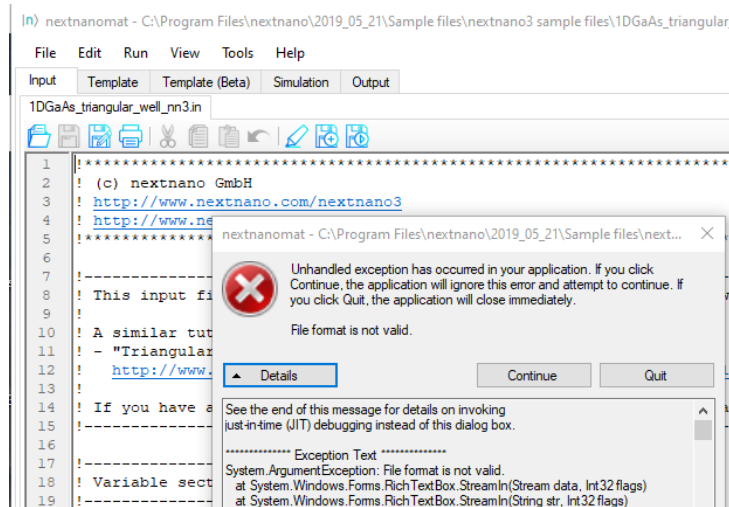 nextnanomat - C:\Program Files\nextnano\2019_05_21\Sample files\nextnano3 sample files\1DGaAs_triangular_
File Edit Run View Tools Help
Input Template Template (Beta) Simulation Output
1DGaAs_triangular_well_nn3.in
1 !*********************************************************************
2 ! (c) nextnano GmbH
3 ! http://www.nextnano.com/nextnano3
4 ! http://www.ne
5 !***************
6
7 !--------------
8 ! This input fi
9 !
10 ! A similar tut
11 ! - "Triangular
12 ! http://www.
13 !
14 ! If you have a
15 !--------------
16
17 !--------------
18 ! Variable sect
19 !--------------
nextnanomat - C:\Program Files\nextnano\2019_05_21\Sample files\next...
Unhandled exception has occurred in your application. If you click
Continue, the application will ignore this error and attempt to continue. If
you click Quit, the application will close immediately.
File format is not valid.
Details Continue Quit
See the end of this message for details on invoking
just-in-time (JIT) debugging instead of this dialog box.
************** Exception Text **************
System.ArgumentException: File format is not valid.
at System.Windows.Forms.RichTextBox.StreamIn(Stream data, Int32 flags)
at System.Windows.Forms.RichTextBox.StreamIn(String str, Int32 flags)